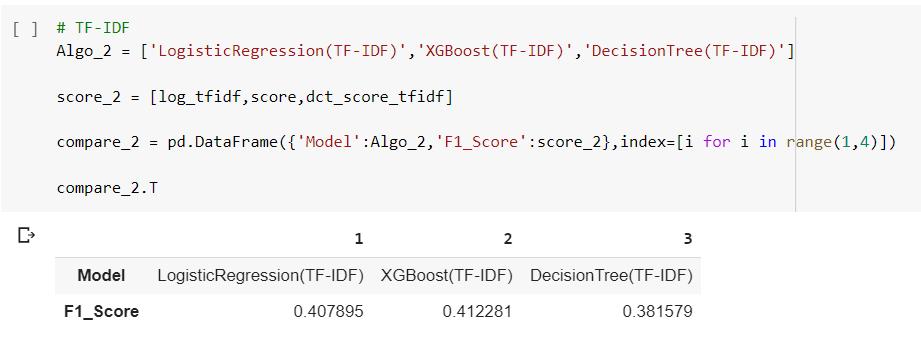 [ ] # TF-IDF
Algo_2 = ['LogisticRegression(TF-IDF)','XGBoost(TF-IDF)','DecisionTree(TF-IDF)']
score_2 = [log_tfidf,score,dct_score_tfidf]
compare_2 = pd.DataFrame({'Model':Algo_2,'F1_Score':score_2},index=[i for i in range(1,4)])
compare_2.T
1 2 3
Model LogisticRegression(TF-IDF) XGBoost(TF-IDF) DecisionTree(TF-IDF)
F1_Score 0.407895 0.412281 0.381579